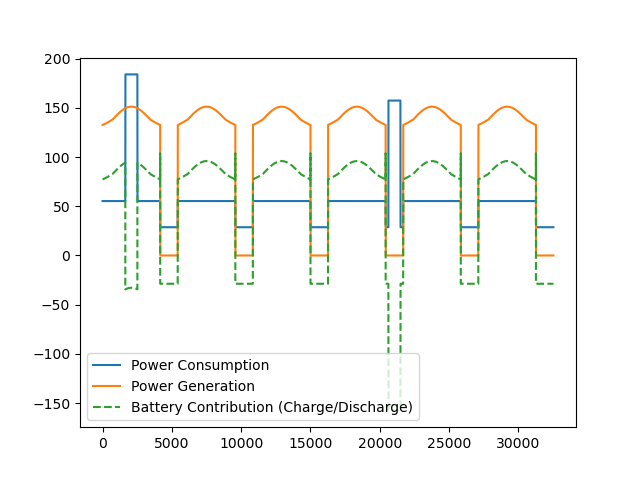 200
150
100
50
0
−50
−100
−150
Power Consumption
Power Generation
Battery Contribution (Charge/Discharge)
0 5000 10000 15000 20000 25000 30000